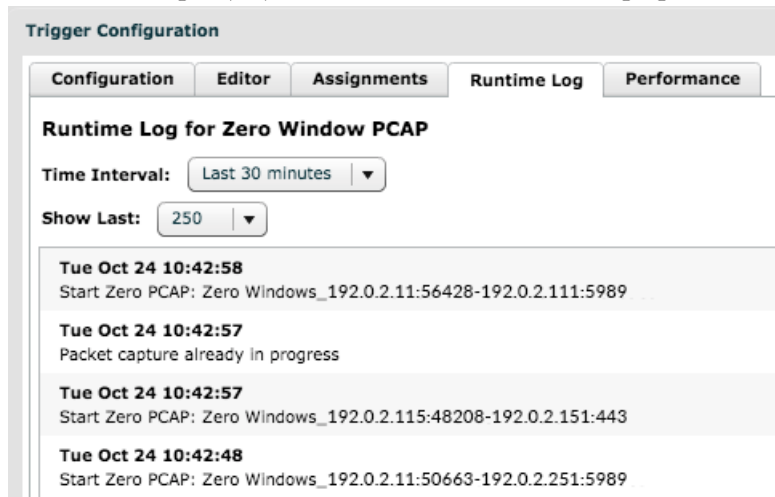 Trigger Configuration
Configuration Editor Assignments Runtime Log Performance
Runtime Log for Zero Window PCAP
Time Interval: Last 30 minutes
Show Last: 250
Tue Oct 24 10:42:58
Start Zero PCAP: Zero Windows_192.0.2.11:56428-192.0.2.111:5989
Tue Oct 24 10:42:57
Packet capture already in progress
Tue Oct 24 10:42:57
Start Zero PCAP: Zero Windows_192.0.2.115:48208-192.0.2.151:443
Tue Oct 24 10:42:48
Start Zero PCAP: Zero Windows_192.0.2.11:50663-192.0.2.251:5989